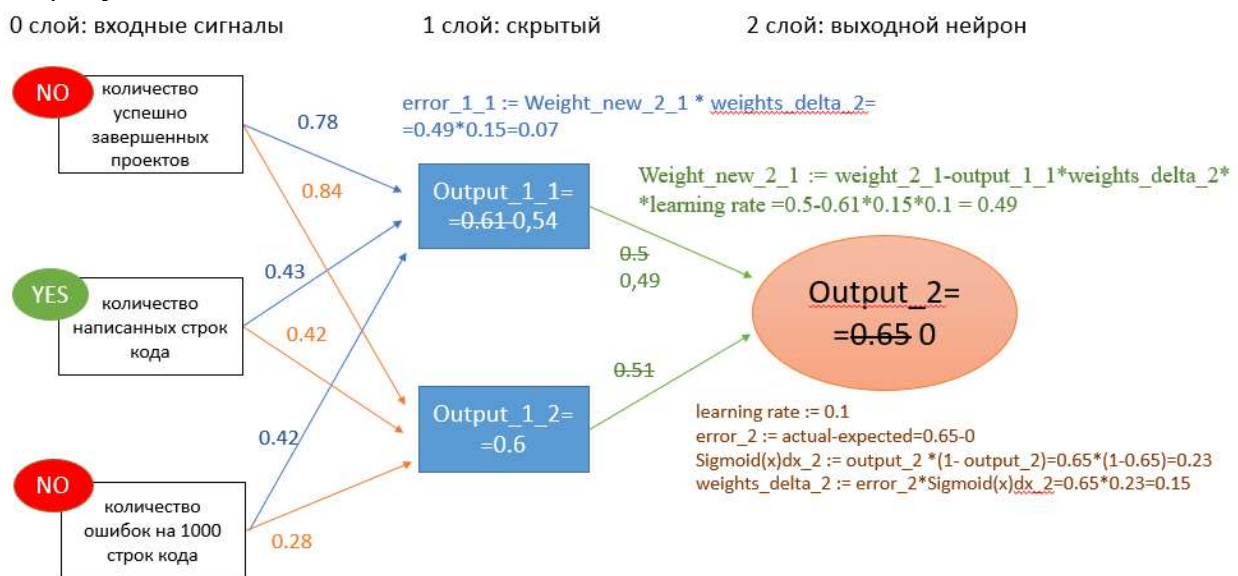 0 слой: входные сигналы
1 слой: скрытый
2 слой: выходной нейрон
NO
количество
успешно
завершенных
проектов
0.78
0.84
error_1_1 := Weight_new_2_1 * weights_delta_2=
=0.49*0.15=0.07
Output_1_1=
=0.61 0,54
Weight_new_2_1 := weight_2_1-output_1_1*weights_delta_2*
*learning rate =0.5-0.61*0.15*0.1 = 0.49
0.5
0,49
YES
количество
написанных строк
кода
0.43
0.42
Output_2=
=0.65 0
0.51
Output_1_2=
=0.6
learning rate := 0.1
error_2 := actual-expected=0.65-0
Sigmoid(x)dx_2 := output_2 *(1- output_2)=0.65*(1-0.65)=0.23
weights_delta_2 := error_2*Sigmoid(x)dx_2=0.65*0.23=0.15
NO
количество
ошибок на 1000
строк кода
0.42
0.28